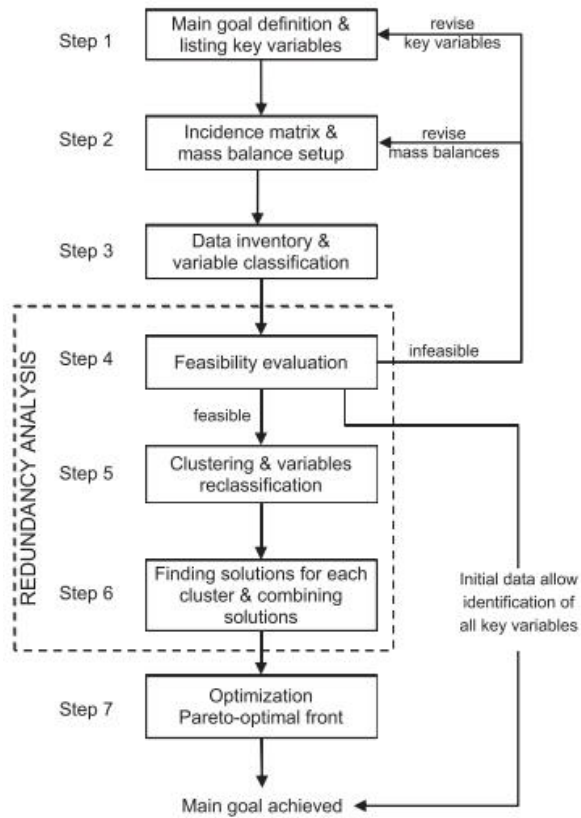 Step 1
Main goal definition &
listing key variables
revise
key variables
Step 2
Incidence matrix &
mass balance setup
revise
mass balances
Step 3
Data inventory &
variable classification
REDUNDANCY ANALYSIS
Step 4
Feasibility evaluation
infeasible
feasible
Step 5
Clustering & variables
reclassification
Step 6
Finding solutions for each
cluster & combining
solutions
Initial data allow
identification of
all key variables
Step 7
Optimization
Pareto-optimal front
Main goal achieved